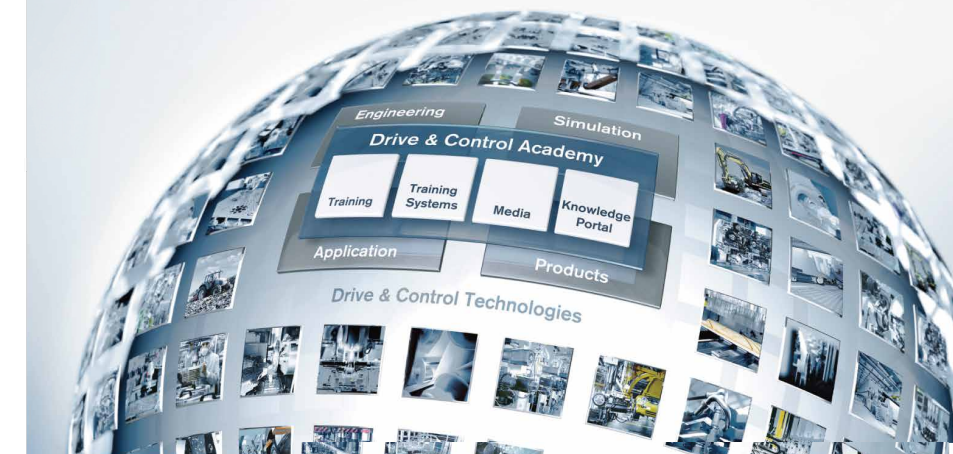 Engineering
Simulation
Drive & Control Academy
Training
Training
Systems
Media
Knowledge
Portal
Application
Products
Drive & Control Technologies